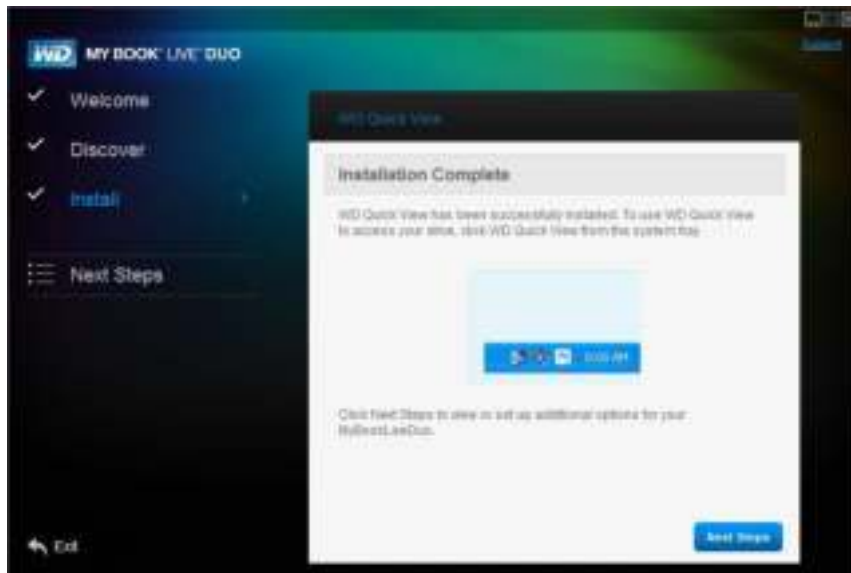 WD MY BOOK LIVE DUO
Support
Welcome
Discover
Install
Next Steps
WD Quick View
Installation Complete
WD Quick View has been successfully installed. To use WD Quick View
to access your drive, click WD Quick View from the system tray.
AM
Click Next Steps to view or set up additional options for your
MyBookLiveDuo.
Exit
Next Steps